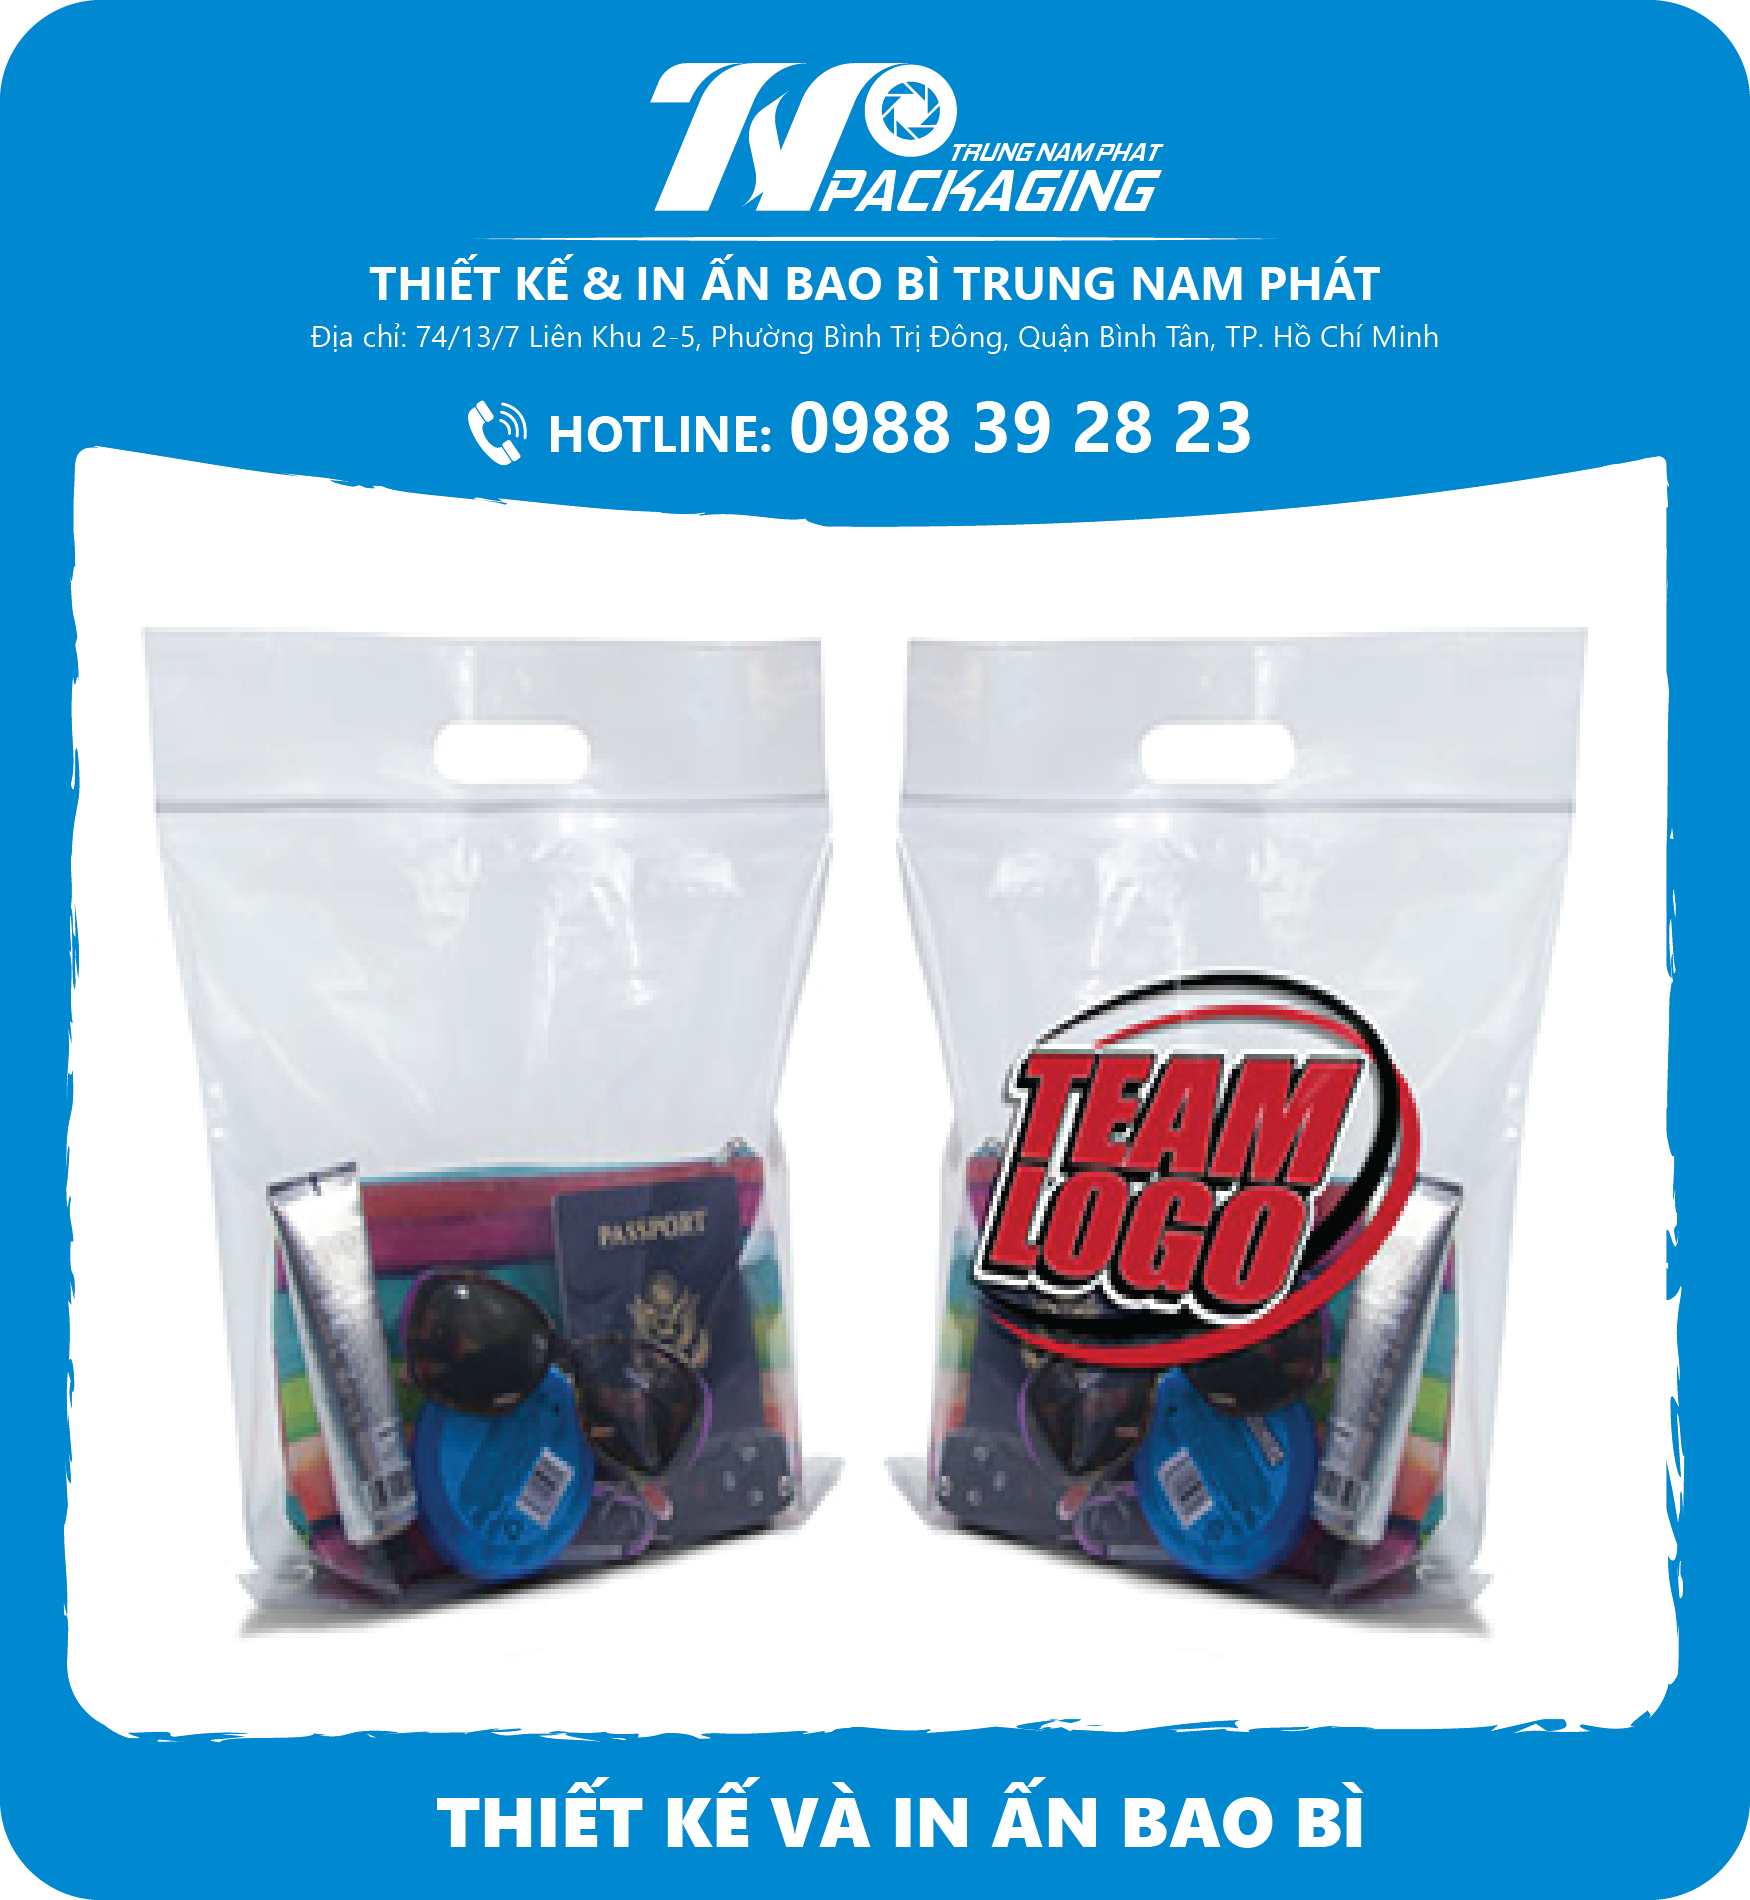 TRUNG NAM PHAT
PACKAGING
THIẾT KẾ & IN ẤN BAO BÌ TRUNG NAM PHÁT
Địa chỉ: 74/13/7 Liên Khu 2-5, Phường Bình Trị Đông, Quận Bình Tân, TP. Hồ Chí Minh
HOTLINE: 0988 39 28 23
PASSPORT
TEAM
LOGO
THIẾT KẾ VÀ IN ẤN BAO BÌ